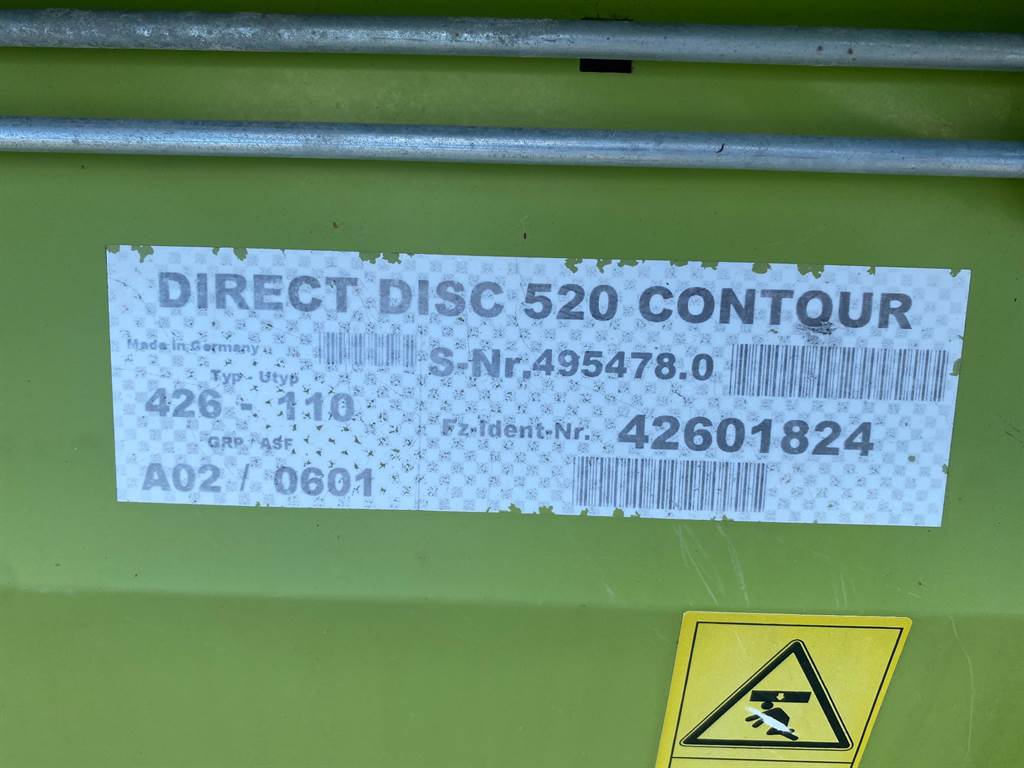 DIRECT DISC 520 CONTOUR
Made in Germany
S-Nr.495478.0
Typ - Utyp
426 - 110
Fz-Ident-Nr. 42601824
GRP / ASF
A02 / 0601